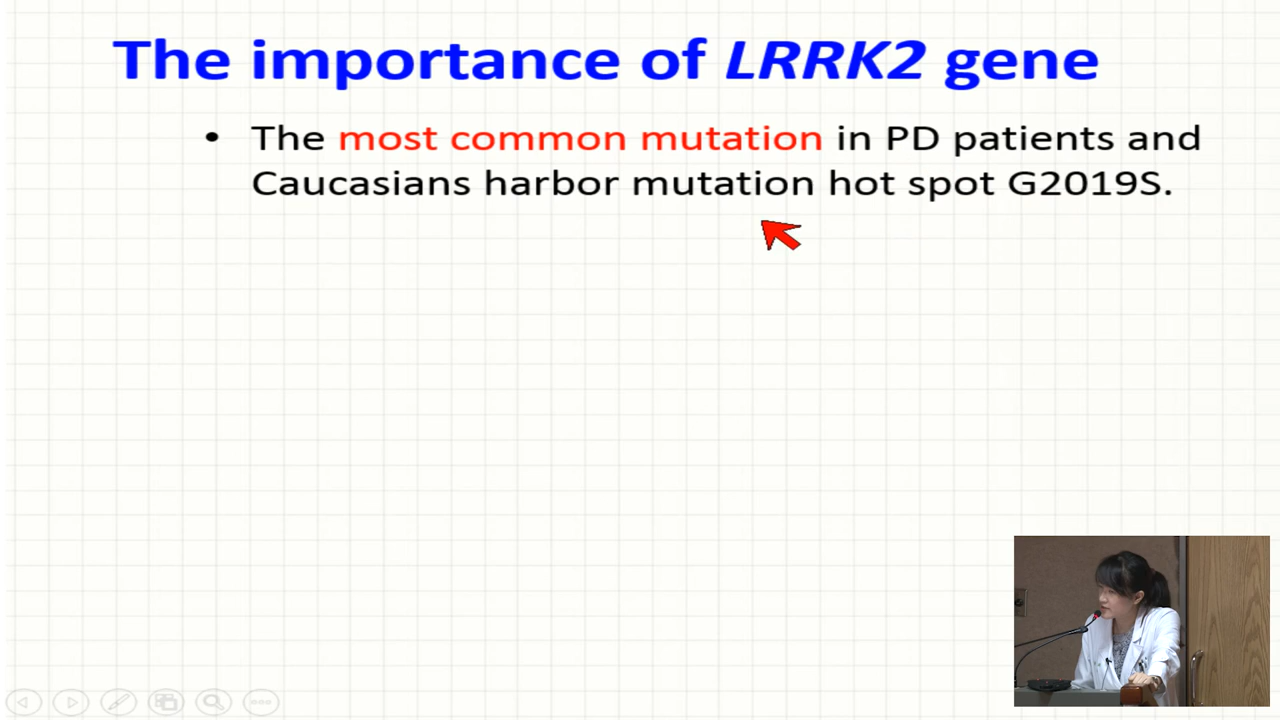 The importance of LRRK2 gene
• The most common mutation in PD patients and
Caucasians harbor mutation hot spot G2019S.